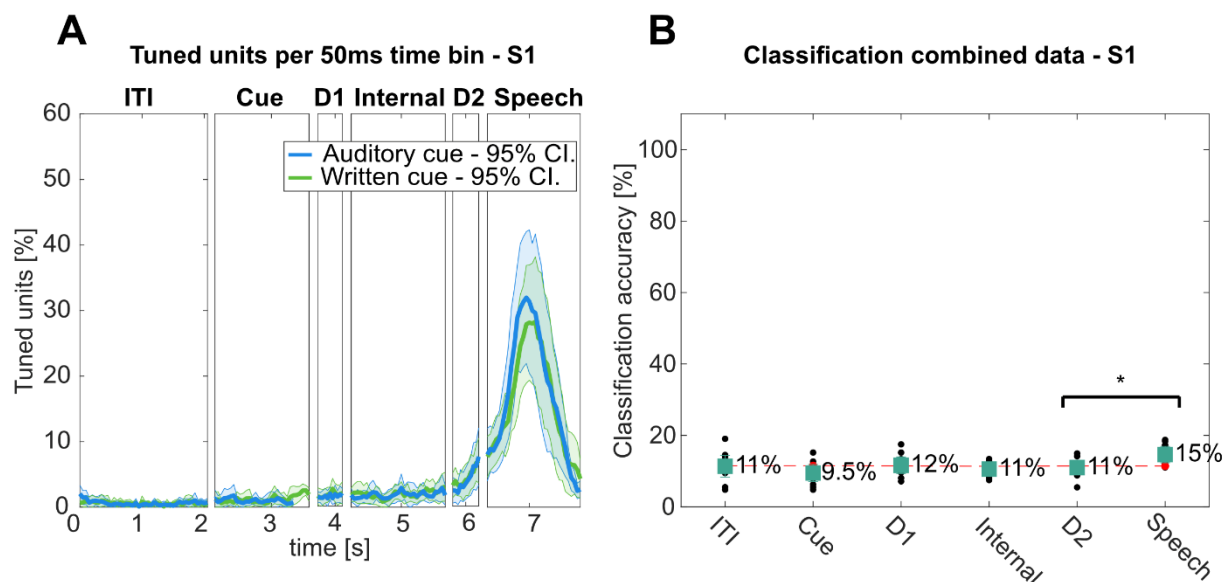 A
Tuned units per 50ms time bin - S1
ITI Cue D1 Internal D2 Speech
60
50
40
30
20
10
0
Tuned units [%]
Auditory cue - 95% CI.
Written cue - 95% CI.
0 1 2 3 4 5 6 7
time [s]
B
Classification combined data - S1
100
80
60
40
20
0
Classification accuracy [%]
*
11% 9.5% 12% 11% 11% 15%
ITI Cue D1 Internal D2 Speech